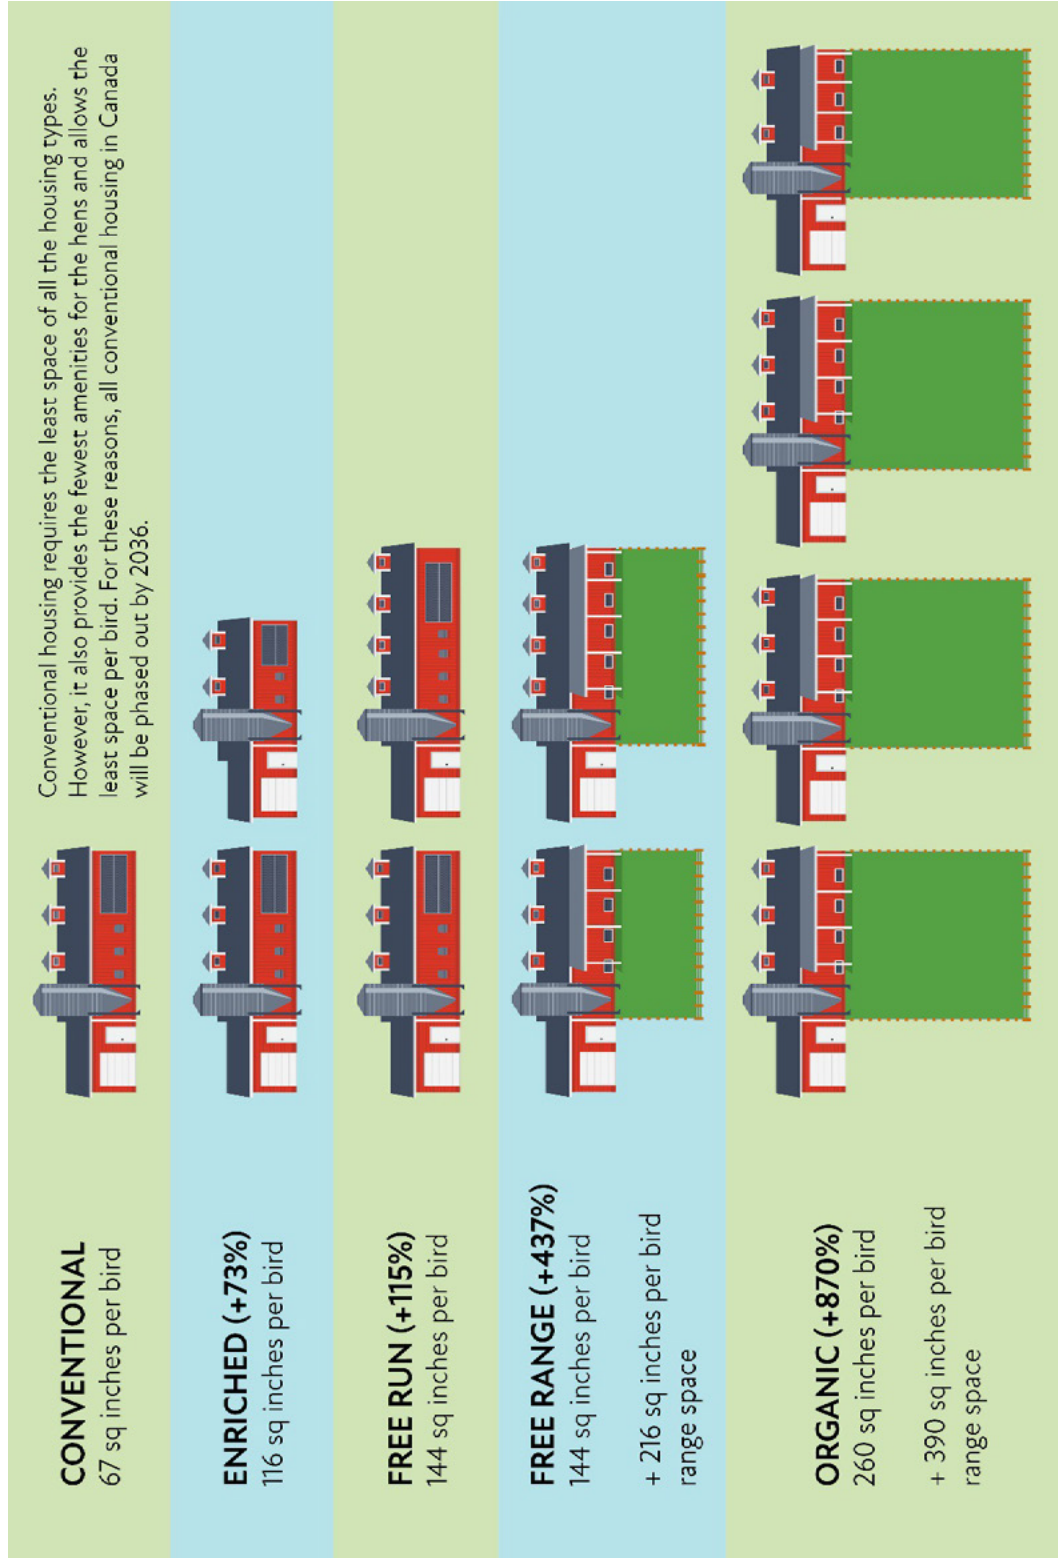 CONVENTIONAL
67 sq inches per bird
Conventional housing requires the least space of all the housing types.
However, it also provides the fewest amenities for the hens and allows the
least space per bird. For these reasons, all conventional housing in Canada
will be phased out by 2036.
ENRICHED (+73%)
116 sq inches per bird
FREE RUN (+115%)
144 sq inches per bird
FREE RANGE (+437%)
144 sq inches per bird
+ 216 sq inches per bird
range space
ORGANIC (+870%)
260 sq inches per bird
+ 390 sq inches per bird
range space